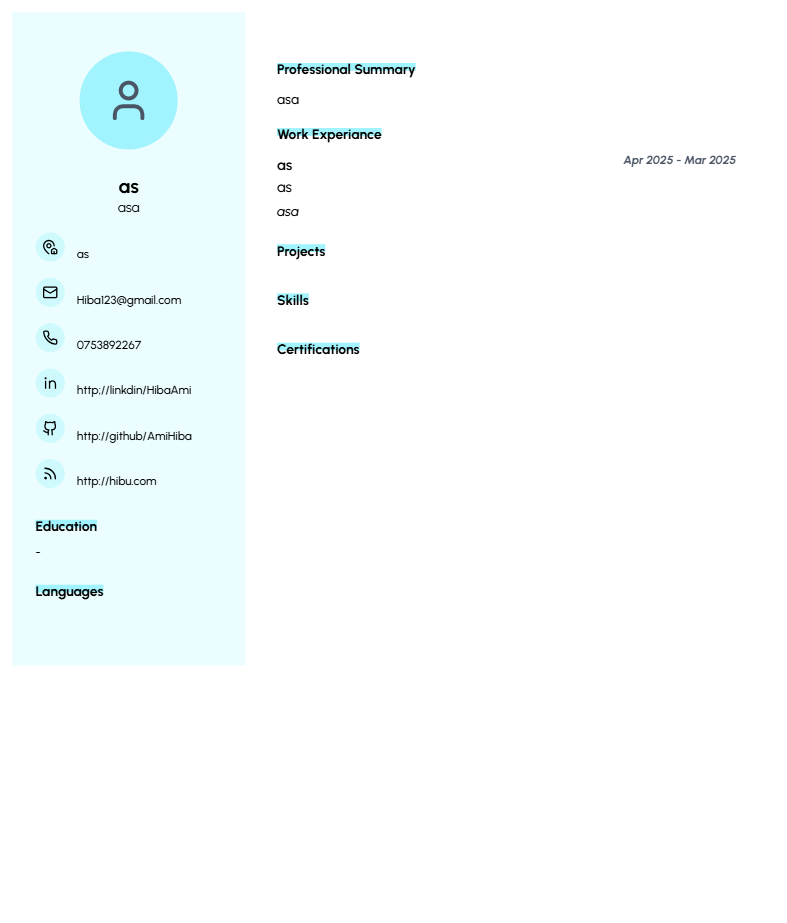 as
asa
as
Hiba123@gmail.com
0753892267
http;//linkdin/HibaAmi
http://github/AmiHiba
http://hibu.com
Education
-
Languages
Professional Summary
asa
Work Experiance
as Apr 2025 - Mar 2025
as
asa
Projects
Skills
Certifications